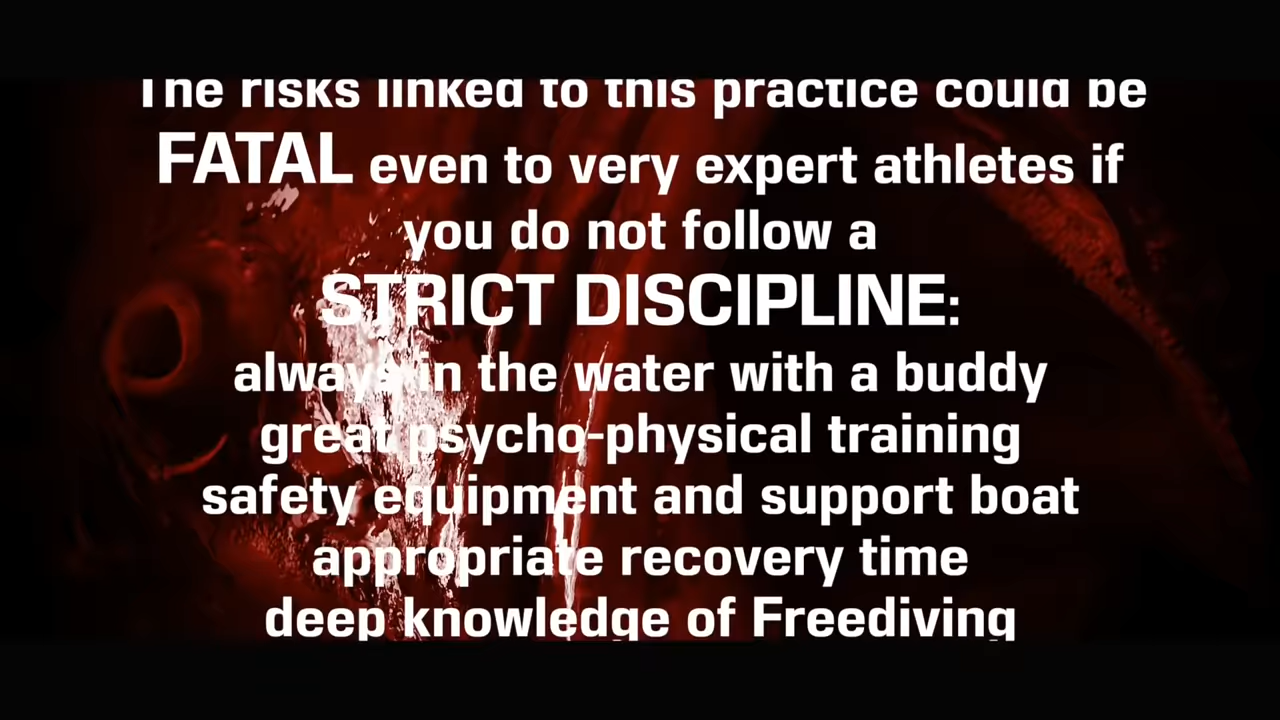 The risks linked to this practice could be
FATAL even to very expert athletes if
you do not follow a
STRICT DISCIPLINE:
always in the water with a buddy
great psycho-physical training
safety equipment and support boat
appropriate recovery time
deep knowledge of Freediving